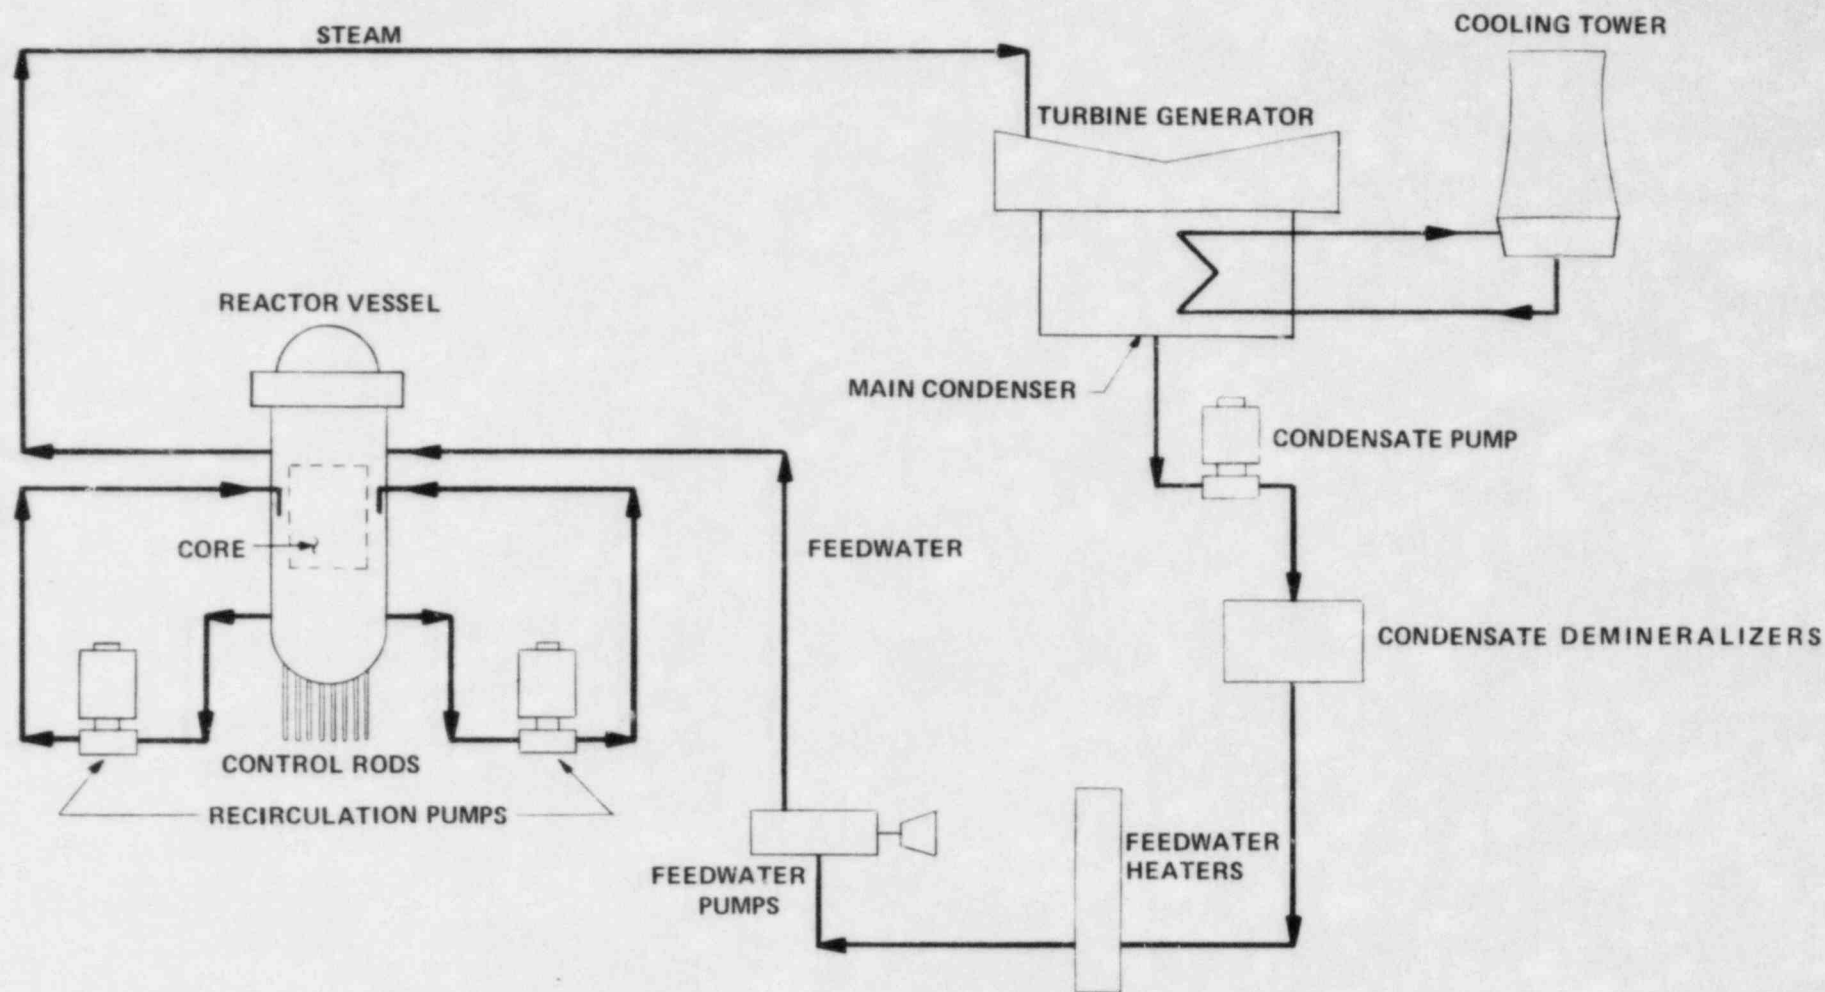 STEAM
COOLING TOWER
TURBINE GENERATOR
REACTOR VESSEL
MAIN CONDENSER
CONDENSATE PUMP
CORE
FEEDWATER
CONDENSATE DEMINERALIZERS
CONTROL RODS
RECIRCULATION PUMPS
FEEDWATER
HEATERS
FEEDWATER
PUMPS